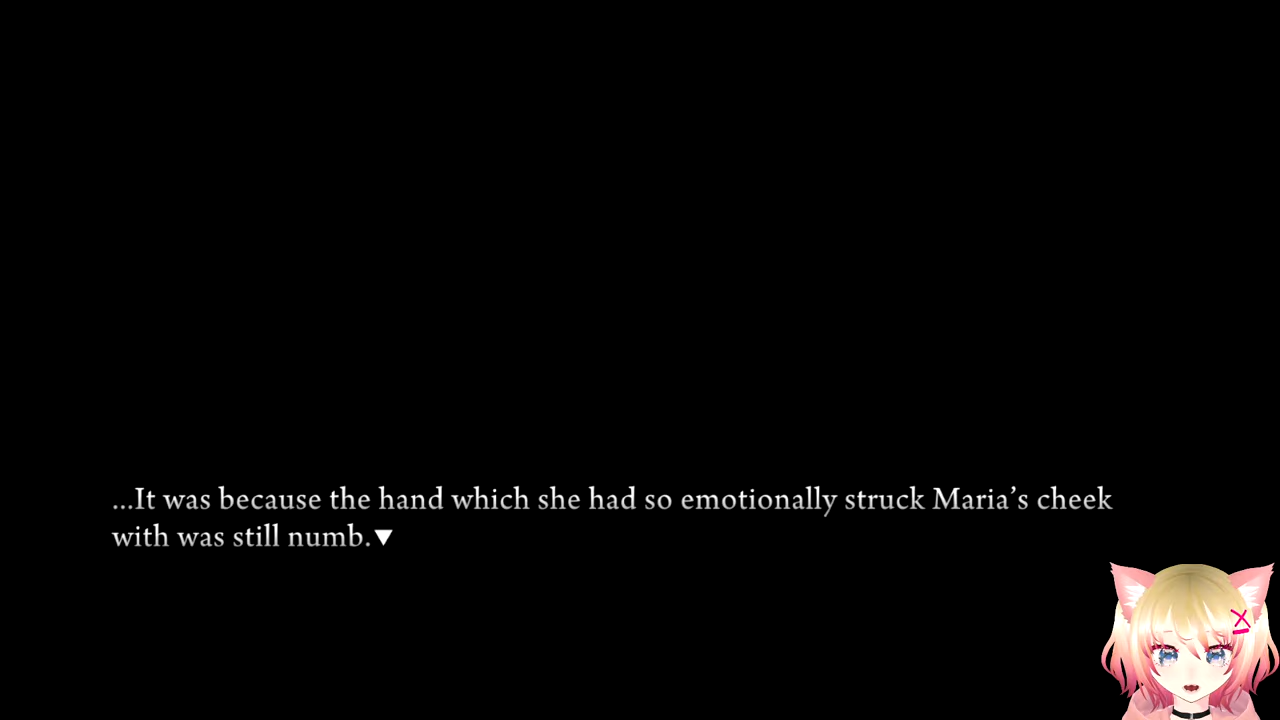 ...It was because the hand which she had so emotionally struck Maria’s cheek
with was still numb.▼